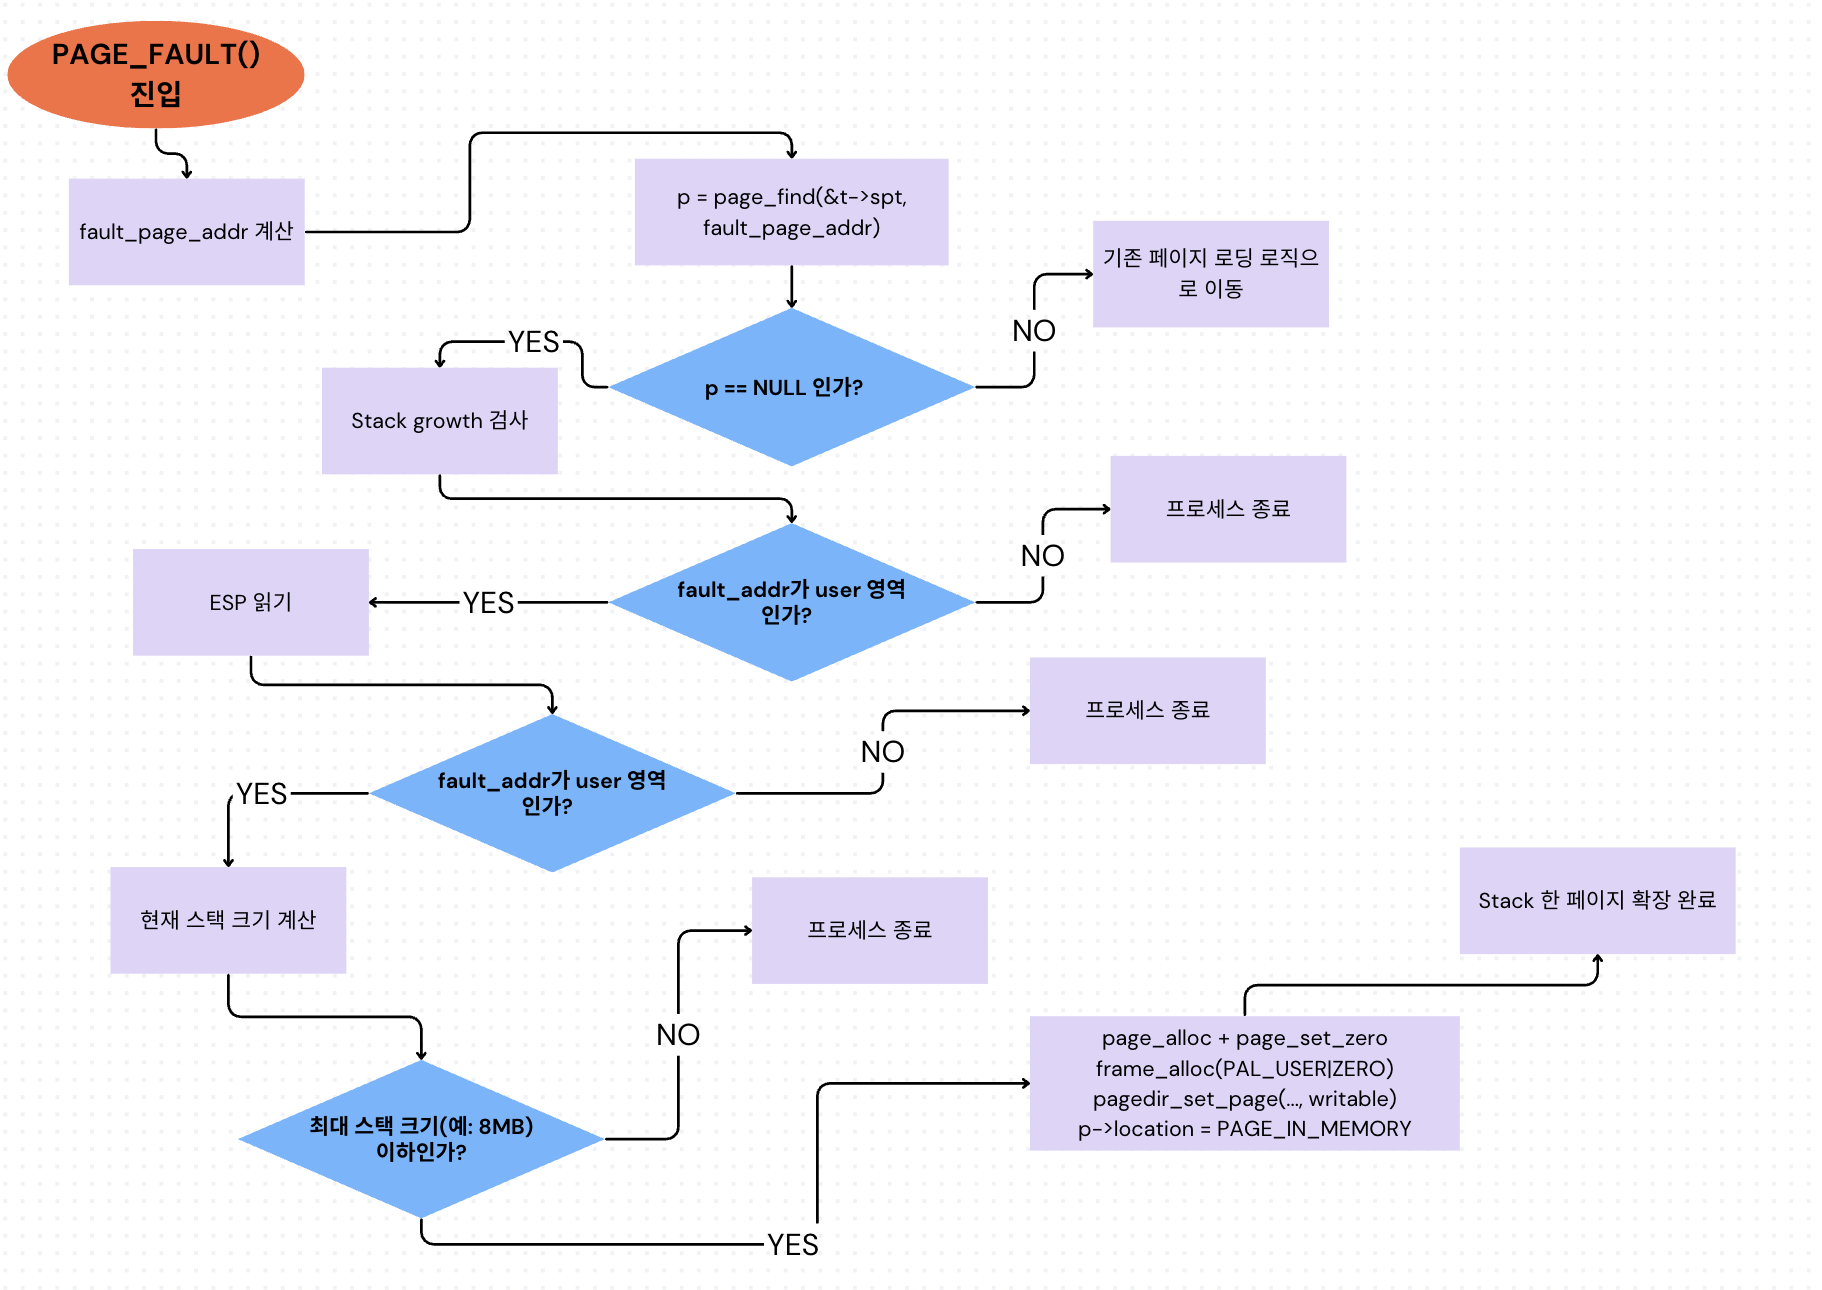 PAGE_FAULT()
진입
fault_page_addr 계산
p = page_find(&t->spt,
fault_page_addr)
기존 페이지 로딩 로직으
로 이동
NO
YES
p == NULL 인가?
Stack growth 검사
프로세스 종료
NO
fault_addr가 user 영역
인가?
YES
ESP 읽기
프로세스 종료
NO
fault_addr가 user 영역
인가?
YES
현재 스택 크기 계산
프로세스 종료
NO
최대 스택 크기(예: 8MB)
이하인가?
YES
page_alloc + page_set_zero
frame_alloc(PAL_USER|ZERO)
pagedir_set_page(..., writable)
p->location = PAGE_IN_MEMORY
Stack 한 페이지 확장 완료